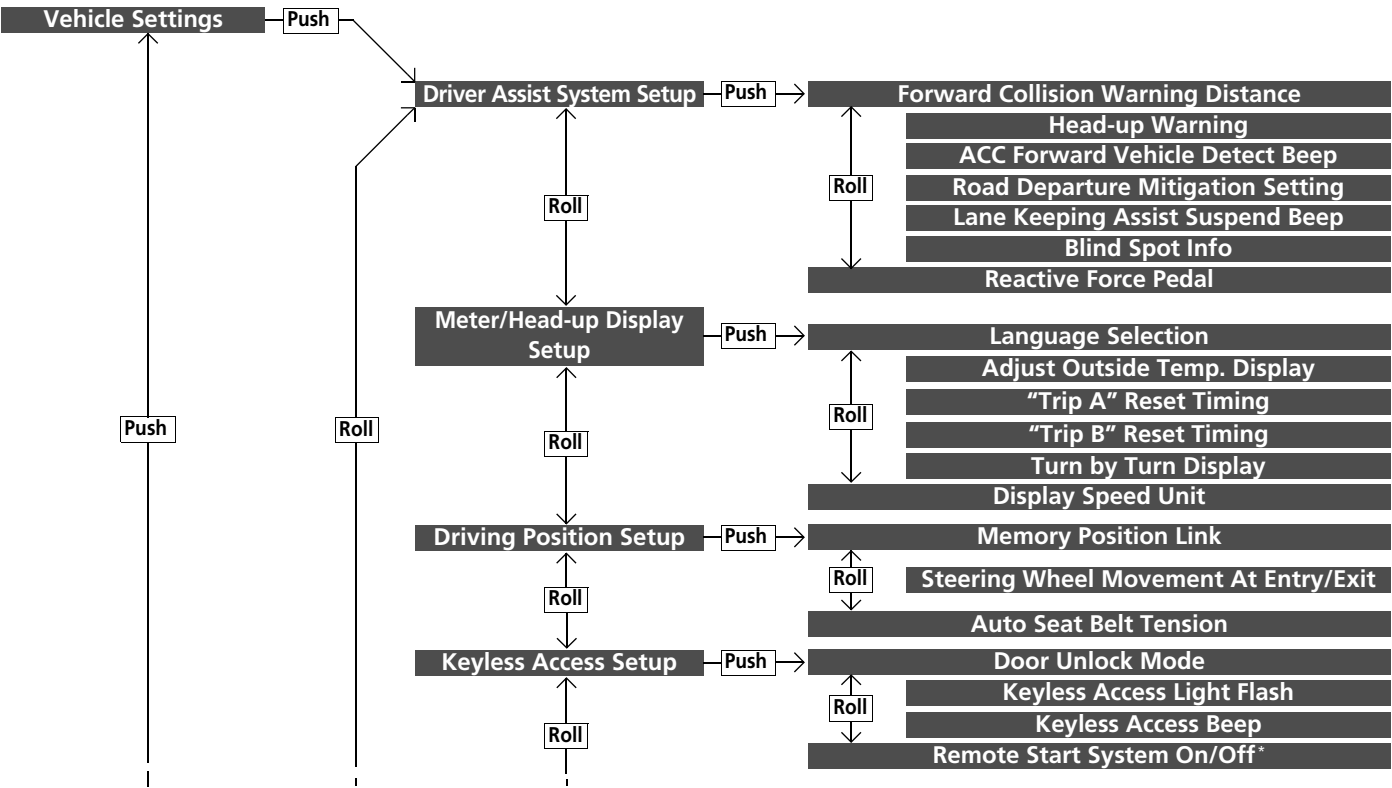 Vehicle Settings
Push
Driver Assist System Setup
Push
Forward Collision Warning Distance
Head-up Warning
ACC Forward Vehicle Detect Beep
Roll
Roll
Road Departure Mitigation Setting
Lane Keeping Assist Suspend Beep
Blind Spot Info
Reactive Force Pedal
Meter/Head-up Display
Setup
Push
Language Selection
Adjust Outside Temp. Display
“Trip A” Reset Timing
Push
Roll
Roll
Roll
“Trip B” Reset Timing
Turn by Turn Display
Display Speed Unit
Driving Position Setup
Push
Memory Position Link
Roll
Roll
Steering Wheel Movement At Entry/Exit
Auto Seat Belt Tension
Keyless Access Setup
Push
Door Unlock Mode
Keyless Access Light Flash
Roll
Roll
Keyless Access Beep
Remote Start System On/Off*